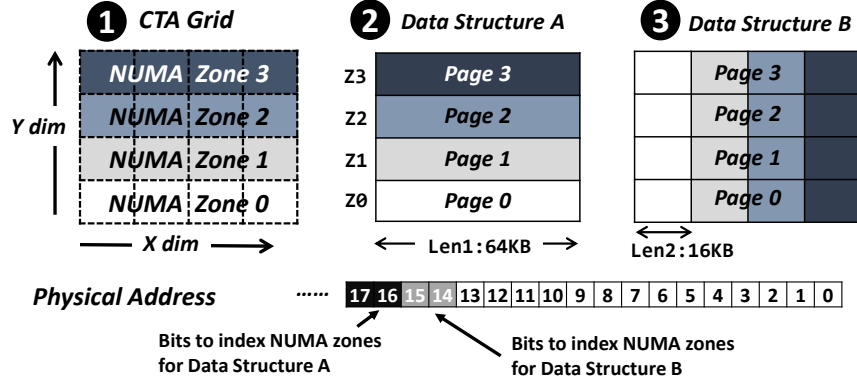 1 CTA Grid
2 Data Structure A
3 Data Structure B
Y dim
NUMA Zone 3
NUMA Zone 2
NUMA Zone 1
NUMA Zone 0
X dim
Z3
Z2
Z1
Z0
Page 3
Page 2
Page 1
Page 0
Len1:64KB
Page 3
Page 2
Page 1
Page 0
Len2:16KB
Physical Address ...... 17 16 15 14 13 12 11 10 9 8 7 6 5 4 3 2 1 0
Bits to index NUMA zones
for Data Structure A
Bits to index NUMA zones
for Data Structure B